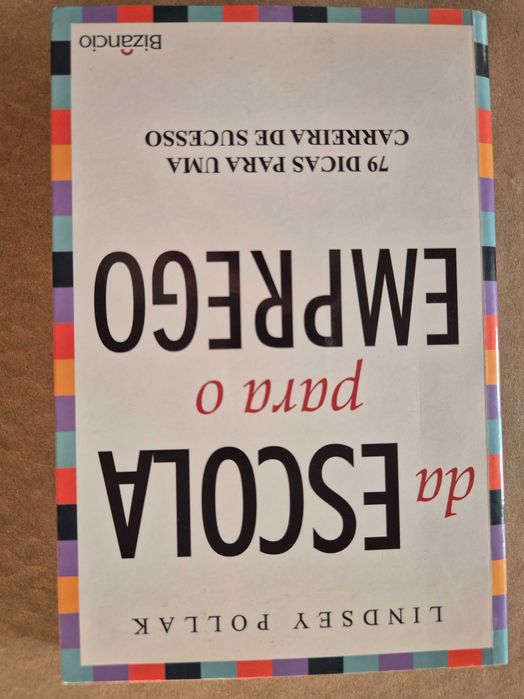 LINDSEY POLLAK
da ESCOLA
para o
EMPREGO
79 DICAS PARA UMA
CARREIRA DE SUCESSO
Bizâncio